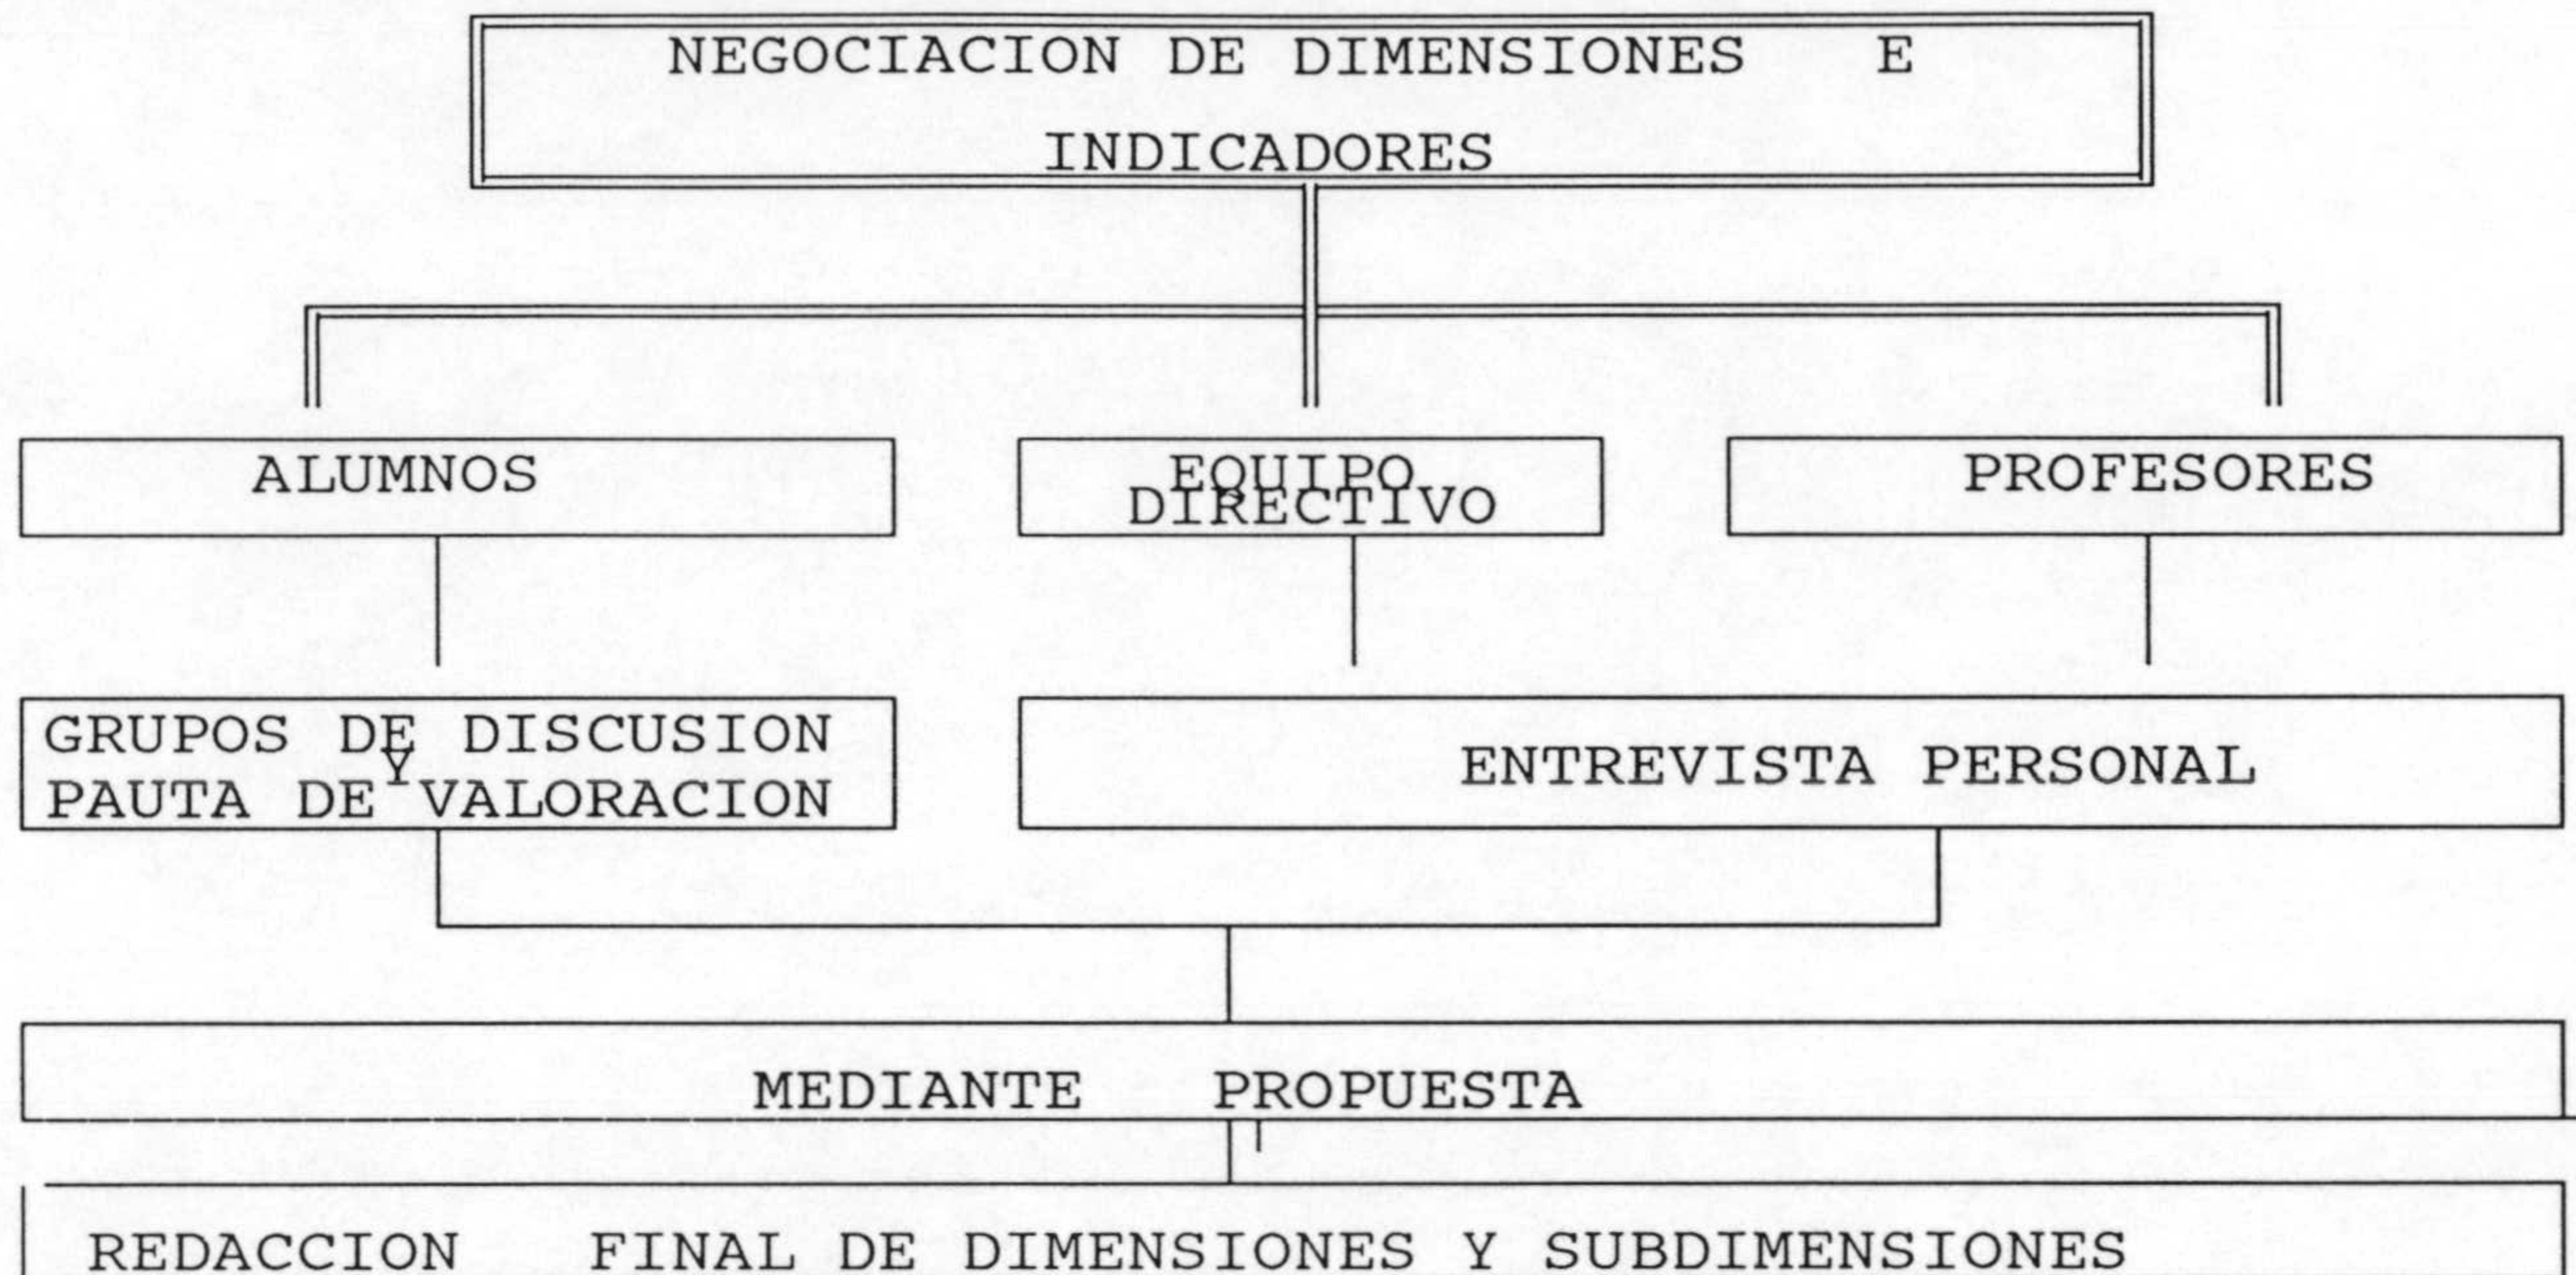 NEGOCIACION DE DIMENSIONES E
INDICADORES
ALUMNOS
EQUIPO
DIRECTIVO
PROFESORES
GRUPOS DE DISCUSION
Y
PAUTA DE VALORACION
ENTREVISTA PERSONAL
MEDIANTE PROPUESTA
REDACCION FINAL DE DIMENSIONES Y SUBDIMENSIONES